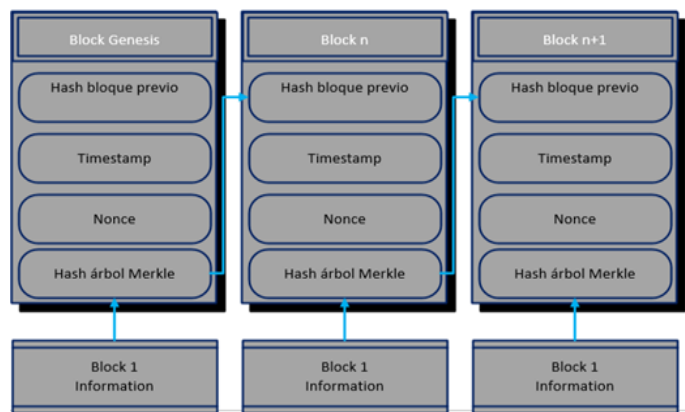 Block Genesis
Hash bloque previo
Timestamp
Nonce
Hash árbol Merkle
Block 1
Information
Block n
Hash bloque previo
Timestamp
Nonce
Hash árbol Merkle
Block 1
Information
Block n+1
Hash bloque previo
Timestamp
Nonce
Hash árbol Merkle
Block 1
Information